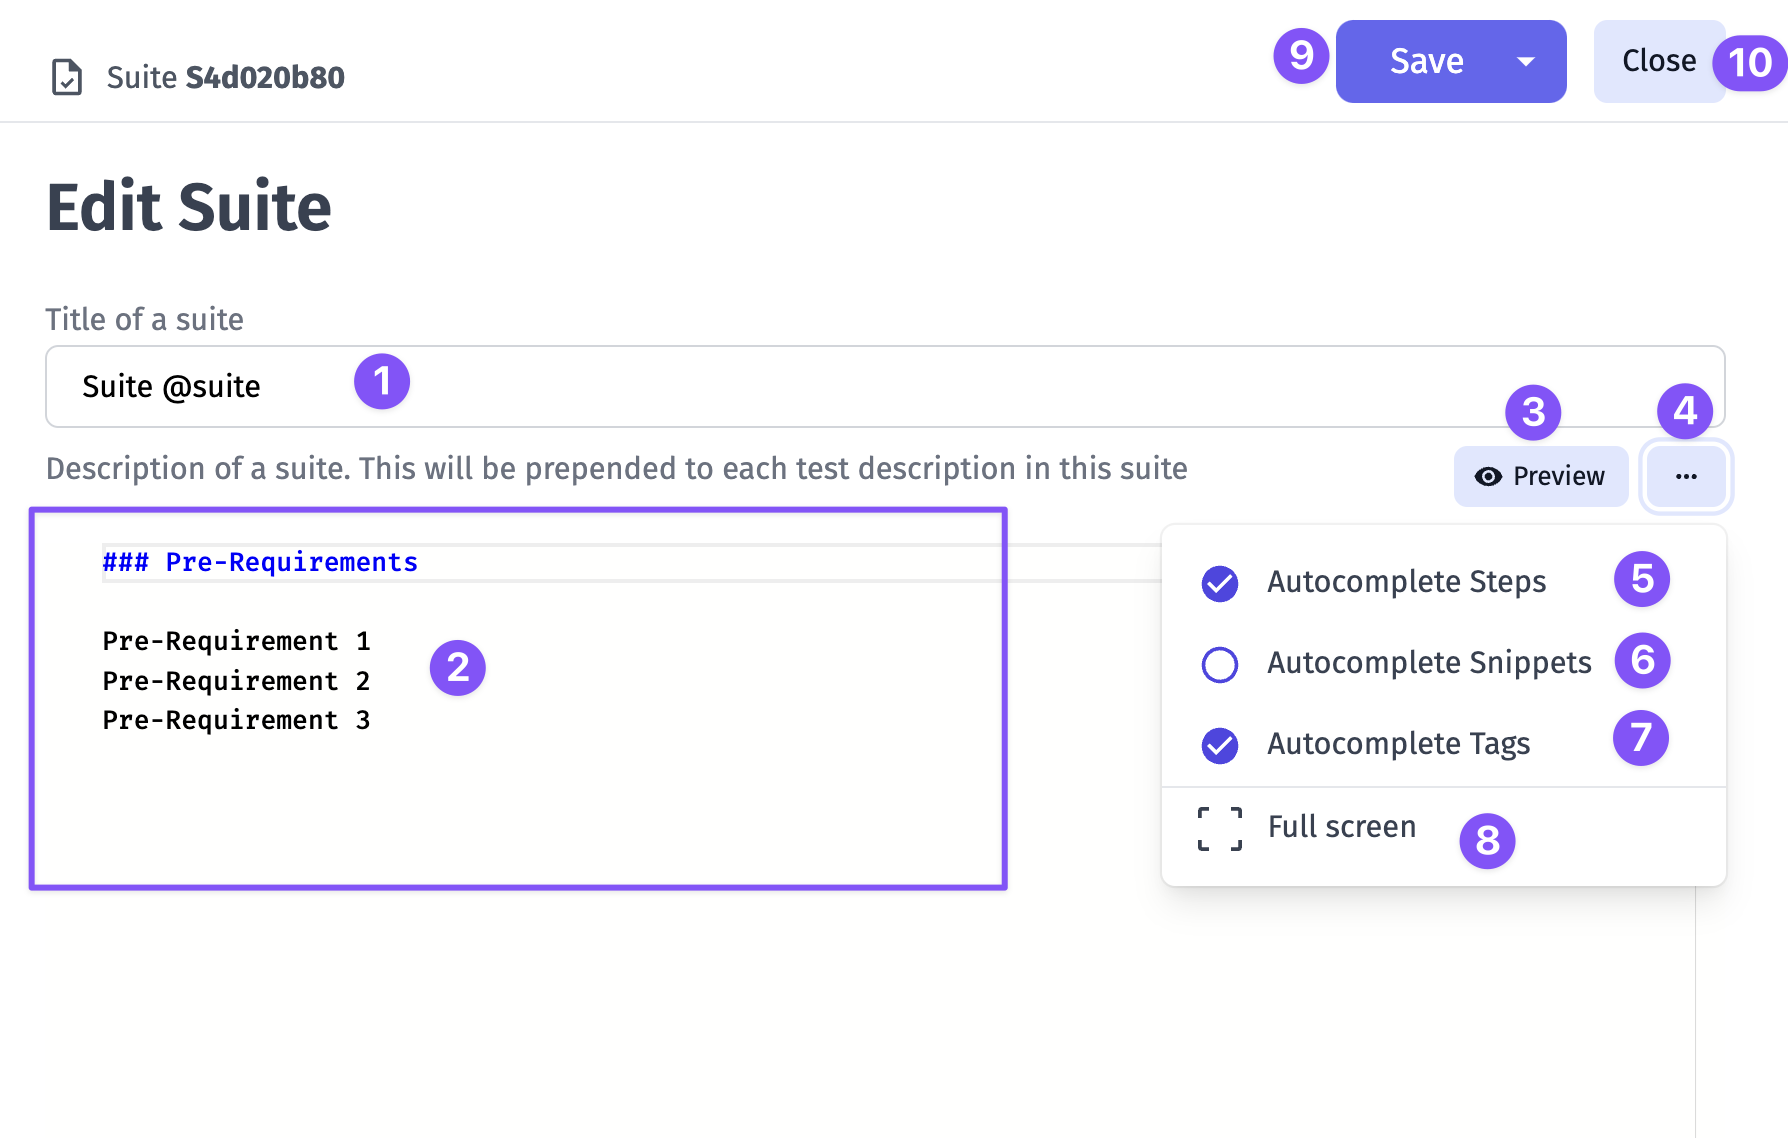 Suite S4d020b80
9
Save
Close
10
Edit Suite
Title of a suite
Suite @suite
1
3
4
Description of a suite. This will be prepended to each test description in this suite
Preview
...
### Pre-Requirements
Pre-Requirement 1
Pre-Requirement 2
Pre-Requirement 3
2
Autocomplete Steps
5
Autocomplete Snippets
6
Autocomplete Tags
7
Full screen
8